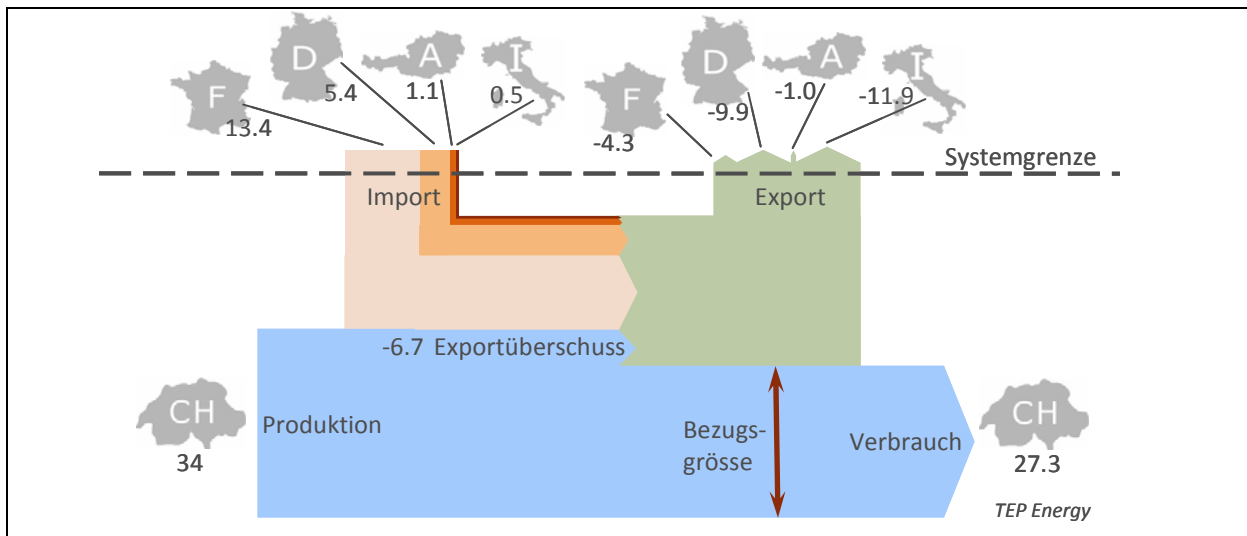 F
D
A
I
13.4
5.4
1.1
0.5
F
D
A
I
-4.3
-9.9
-1.0
-11.9
Systemgrenze
Import
Export
-6.7 Exportüberschuss
CH
34
Produktion
Bezugs-
grösse
Verbrauch
CH
27.3
TEP Energy